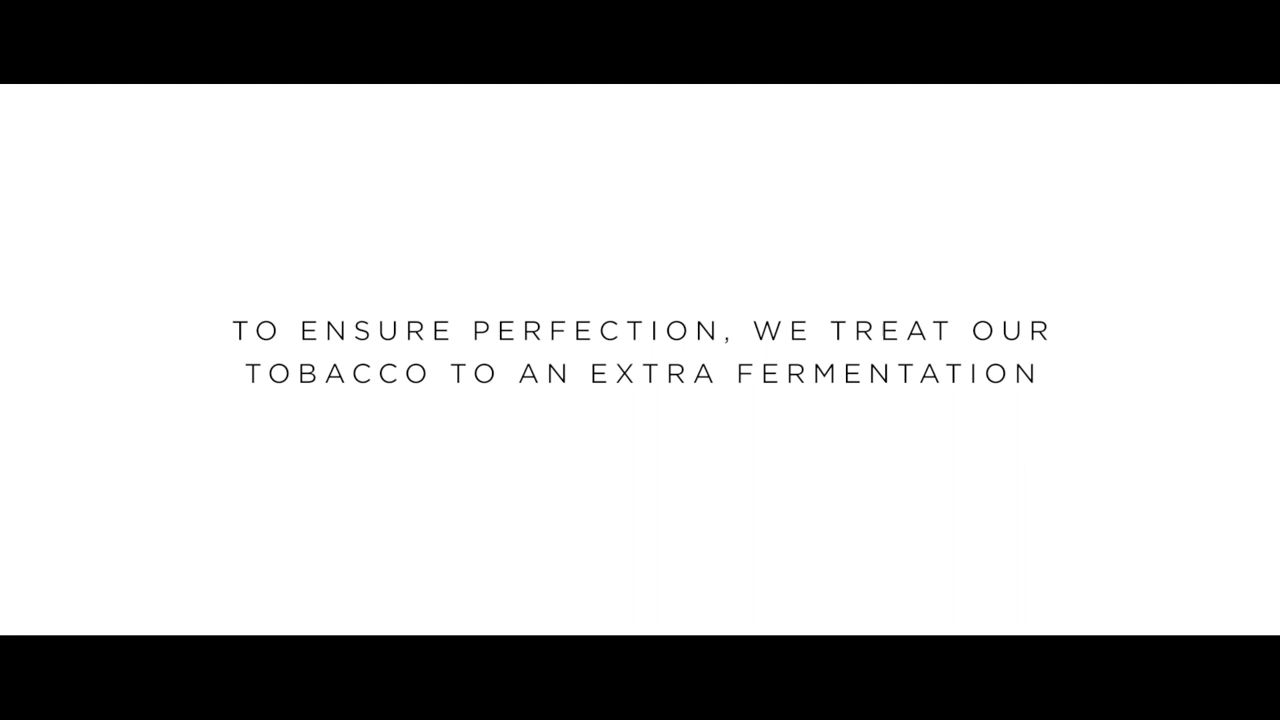 TO ENSURE PERFECTION, WE TREAT OUR
TOBACCO TO AN EXTRA FERMENTATION